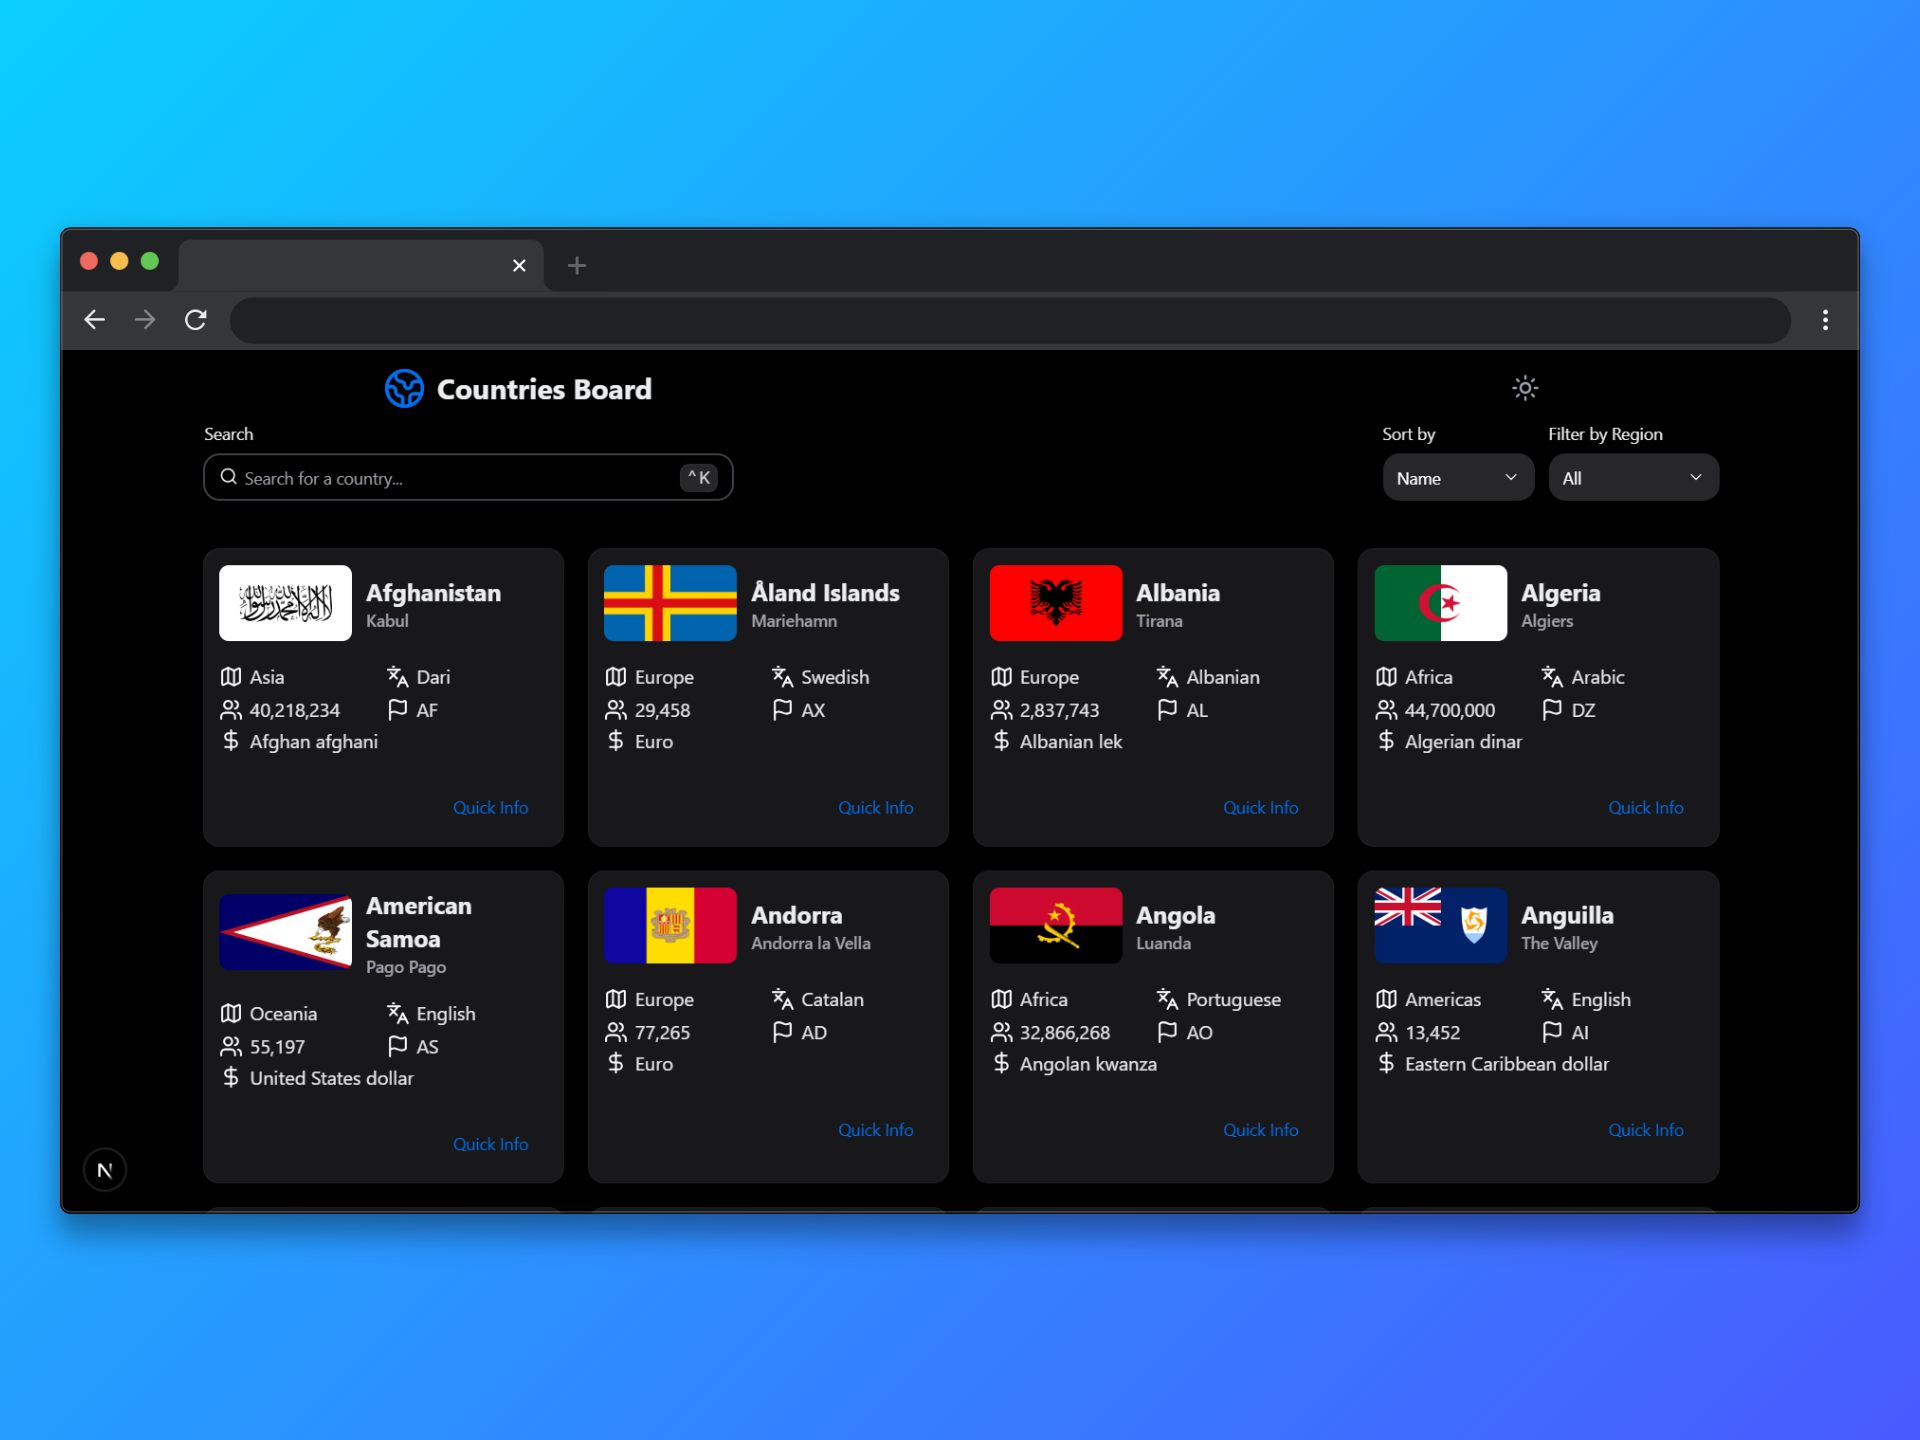 Countries Board
Search
Search for a country...
^ K
Sort by
Name
Filter by Region
All
Afghanistan
Kabul
Asia
Dari
40,218,234
AF
Afghan afghani
Quick Info
Åland Islands
Mariehamn
Europe
Swedish
29,458
AX
Euro
Quick Info
Albania
Tirana
Europe
Albanian
2,837,743
AL
Albanian lek
Quick Info
Algeria
Algiers
Africa
Arabic
44,700,000
DZ
Algerian dinar
Quick Info
American
Samoa
Pago Pago
Oceania
English
55,197
AS
United States dollar
Quick Info
Andorra
Andorra la Vella
Europe
Catalan
77,265
AD
Euro
Quick Info
Angola
Luanda
Africa
Portuguese
32,866,268
AO
Angolan kwanza
Quick Info
Anguilla
The Valley
Americas
English
13,452
AI
Eastern Caribbean dollar
Quick Info
N